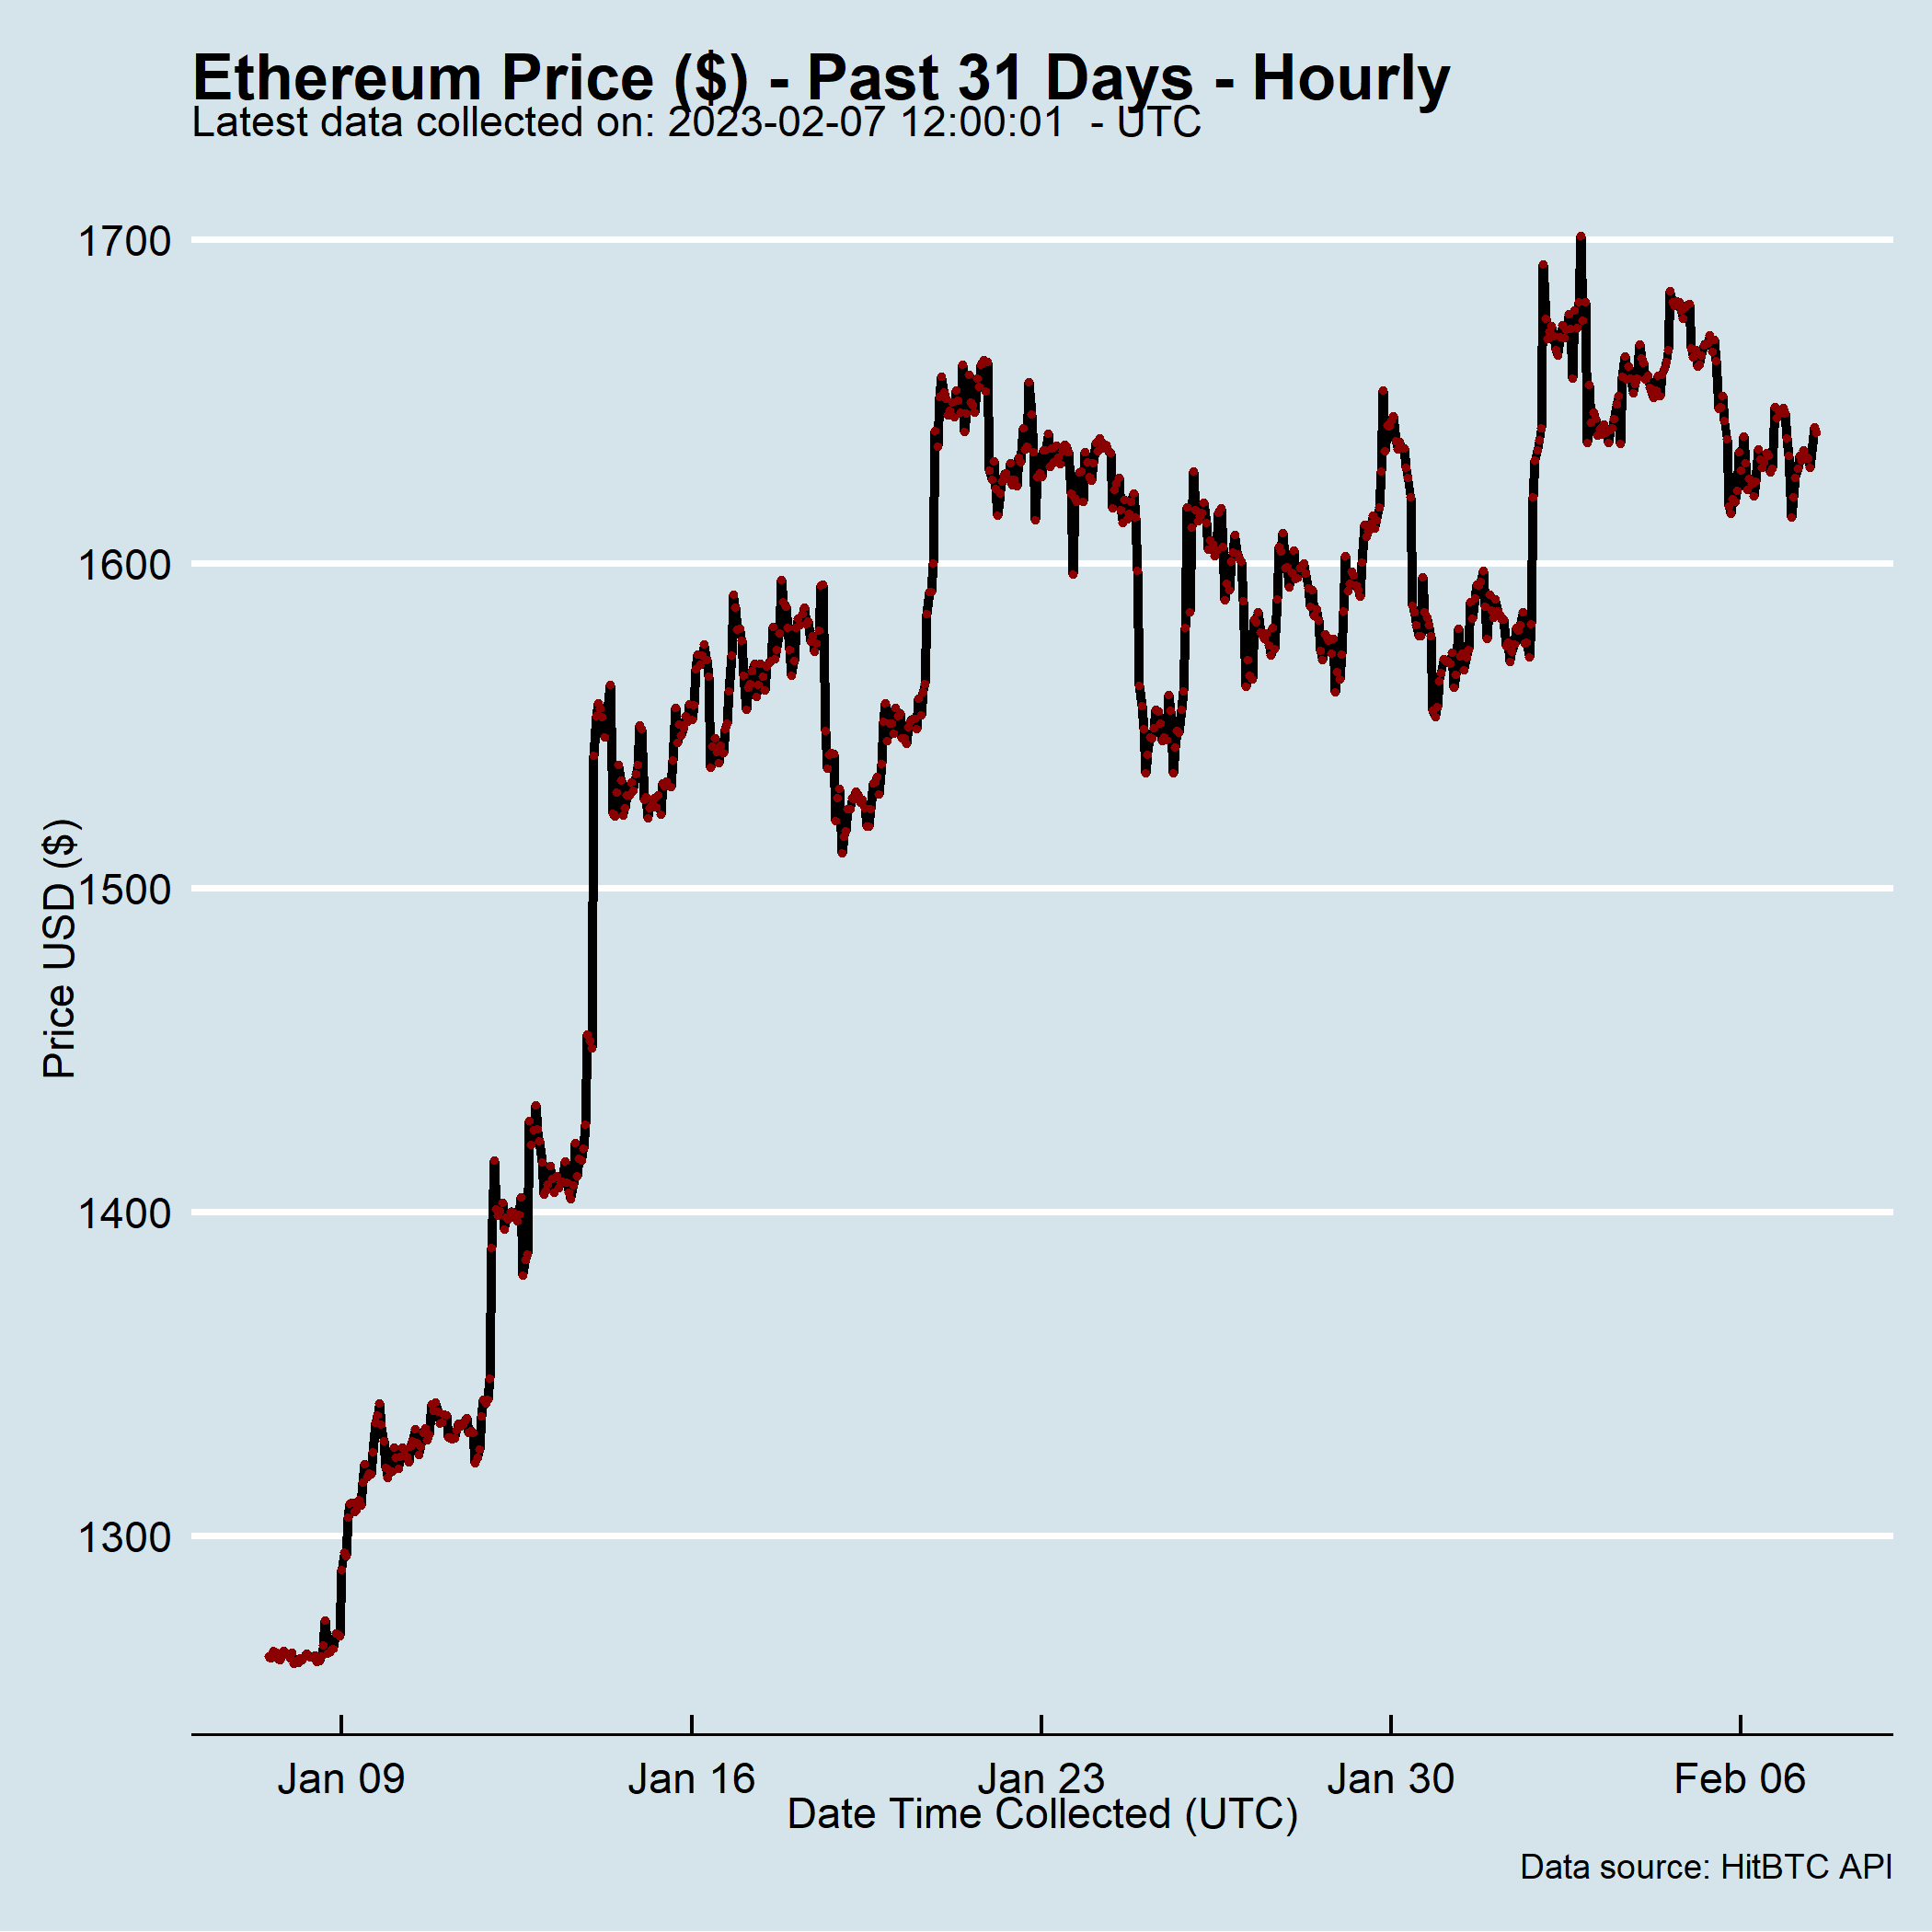 Ethereum Price ($) - Past 31 Days - Hourly
Latest data collected on: 2023-02-07 12:00:01  - UTC
1700
1600
1500
1400
1300
Price USD ($)
Jan 09
Jan 16
Jan 23
Jan 30
Feb 06
Date Time Collected (UTC)
Data source: HitBTC API